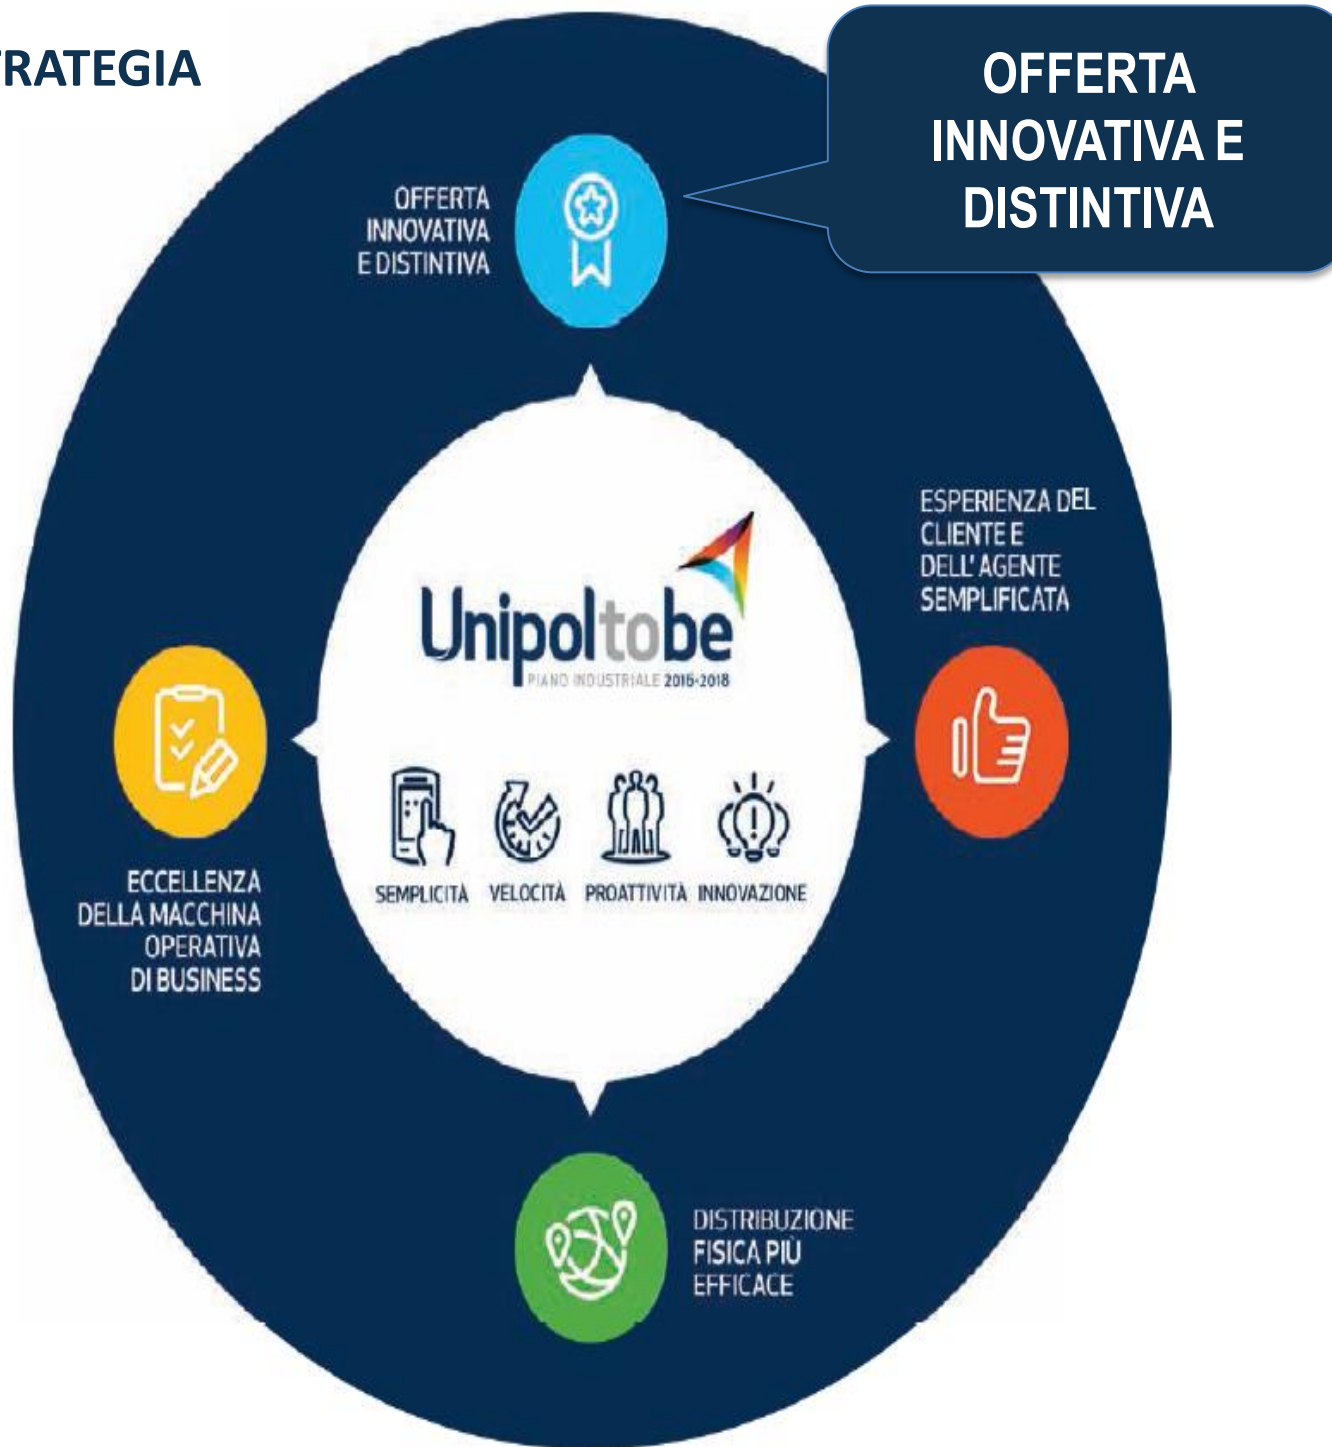 TRATEGIA
OFFERTA
INNOVATIVA E
DISTINTIVA
OFFERTA
INNOVATIVA
E DISTINTIVA
ESPERIENZA DEL
CLIENTE E
DELL'AGENTE
SEMPLIFICATA
Unipoltobe
PIANO INDUSTRIALE 2016-2018
SEMPLICITÀ VELOCITÀ PROATTIVITÀ INNOVAZIONE
ECCELLENZA
DELLA MACCHINA
OPERATIVA
DI BUSINESS
DISTRIBUZIONE
FISICA PIÙ
EFFICACE